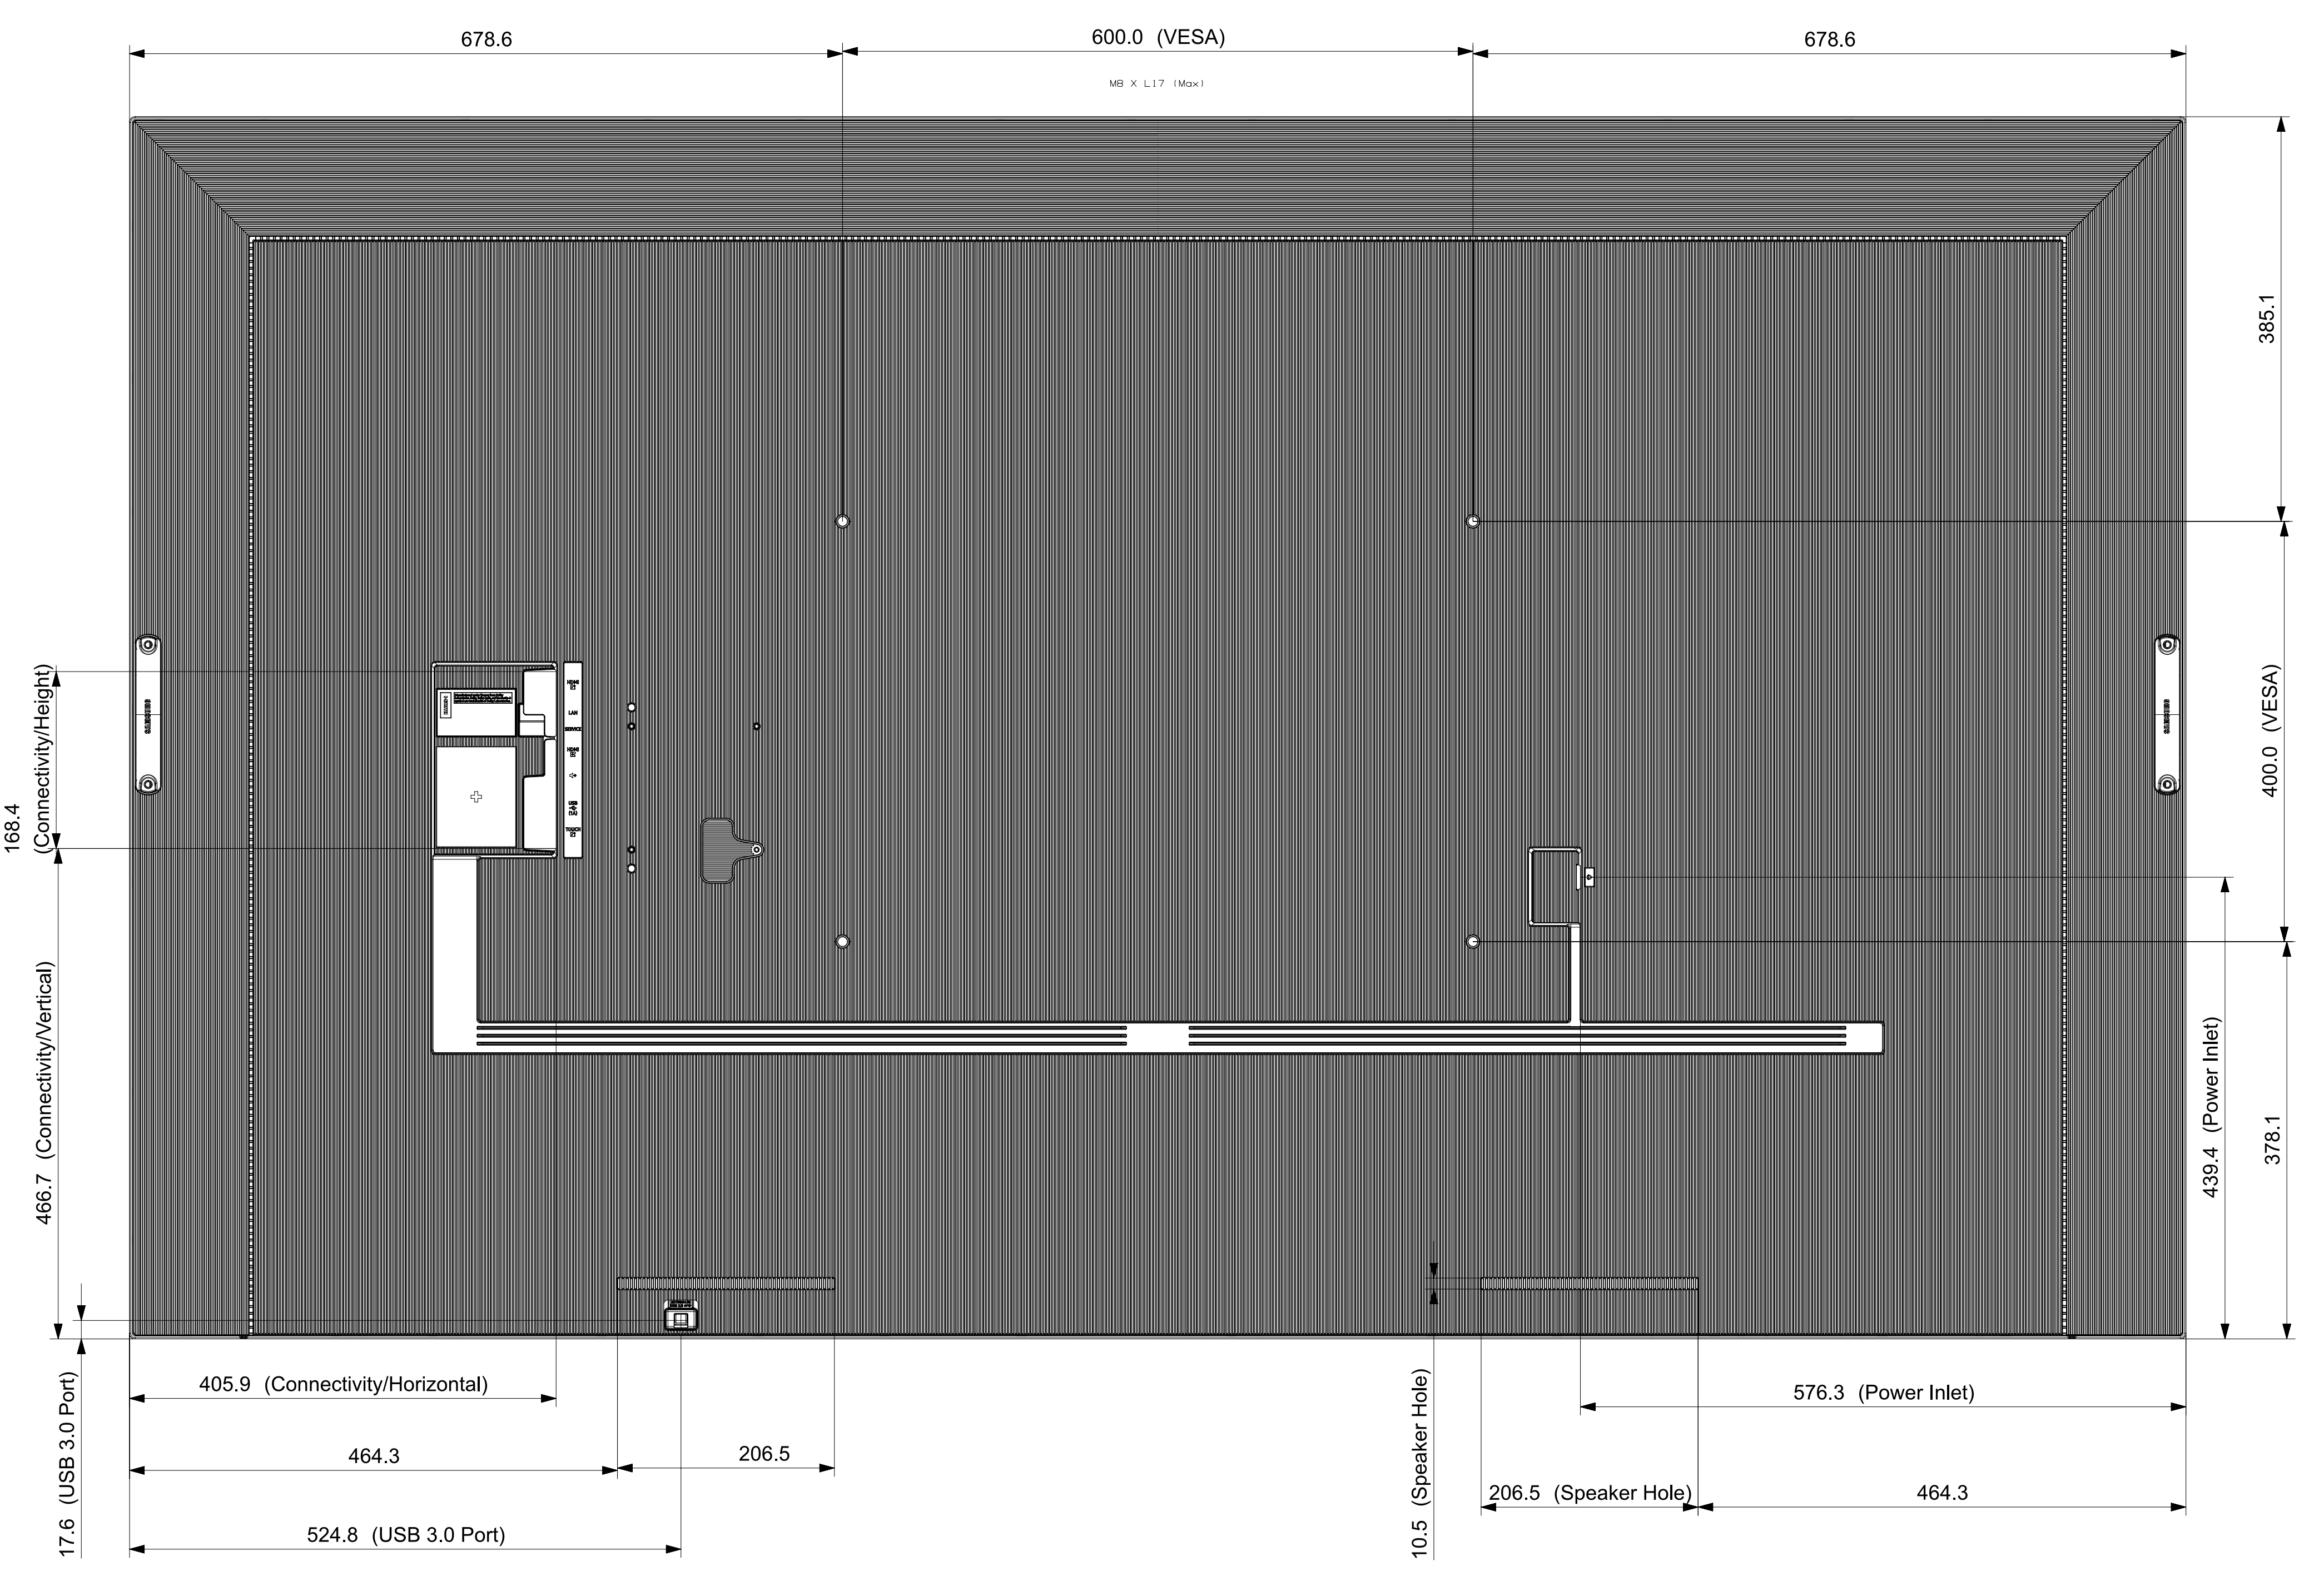 678.6
600.0 (VESA)
678.6
M8 X L17 (Max)
385.1
400.0 (VESA)
378.1
439.4 (Power Inlet)
168.4
(Connectivity/Height)
466.7 (Connectivity/Vertical)
17.6 (USB 3.0 Port)
SAMSUNG
HDMI
LAN
SERVICE
HDMI
USB
TOUCH
SAMSUNG
405.9 (Connectivity/Horizontal)
576.3 (Power Inlet)
464.3
206.5
10.5 (Speaker Hole)
206.5 (Speaker Hole)
464.3
524.8 (USB 3.0 Port)